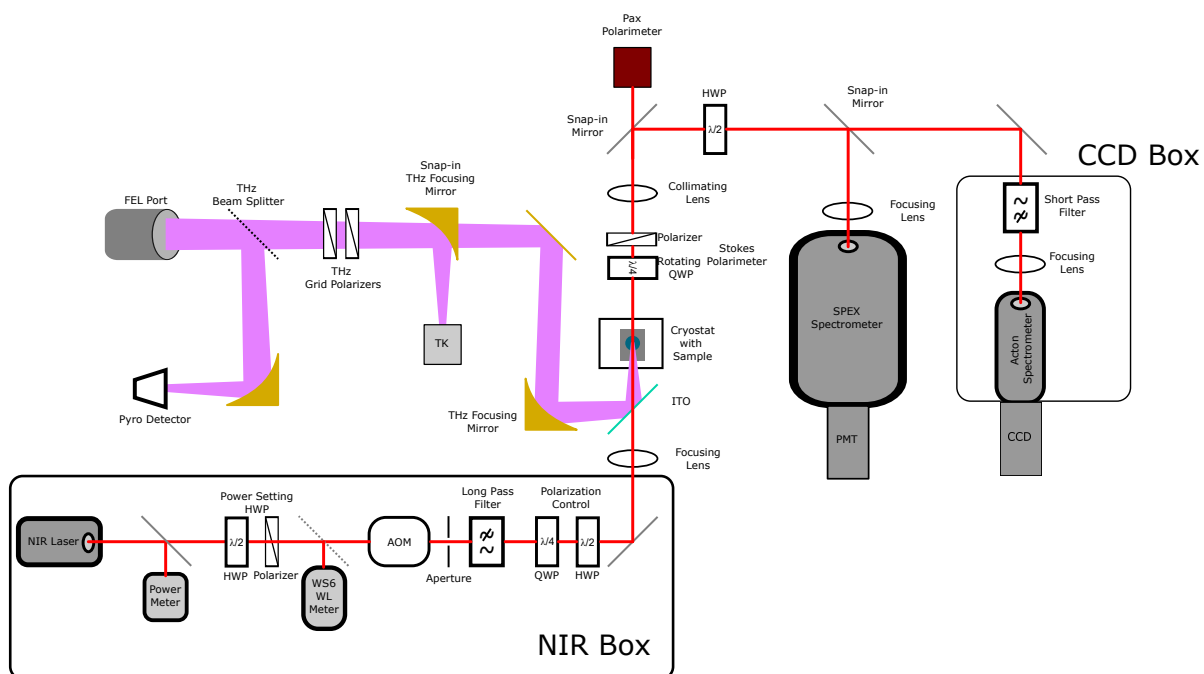 Pax
Polarimeter
HWP
Snap-in
Mirror
Snap-in
Mirror
λ/2
CCD Box
Snap-in
THz Focusing
Mirror
THz
Beam Splitter
FEL Port
Collimating
Lens
Focusing
Lens
Short Pass
Filter
Polarizer
Stokes
Polarimeter
Rotating
QWP
λ/4
THz
Grid Polarizers
Focusing
Lens
SPEX
Spectrometer
Cryostat
with
Sample
TK
Acton
Spectrometer
ITO
Pyro Detector
THz Focusing
Mirror
PMT
CCD
Focusing
Lens
Power Setting
HWP
Long Pass
Filter
Polarization
Control
NIR Laser
λ/2
AOM
λ/4
λ/2
HWP
Polarizer
Aperture
QWP
HWP
Power
Meter
WS6
WL
Meter
NIR Box